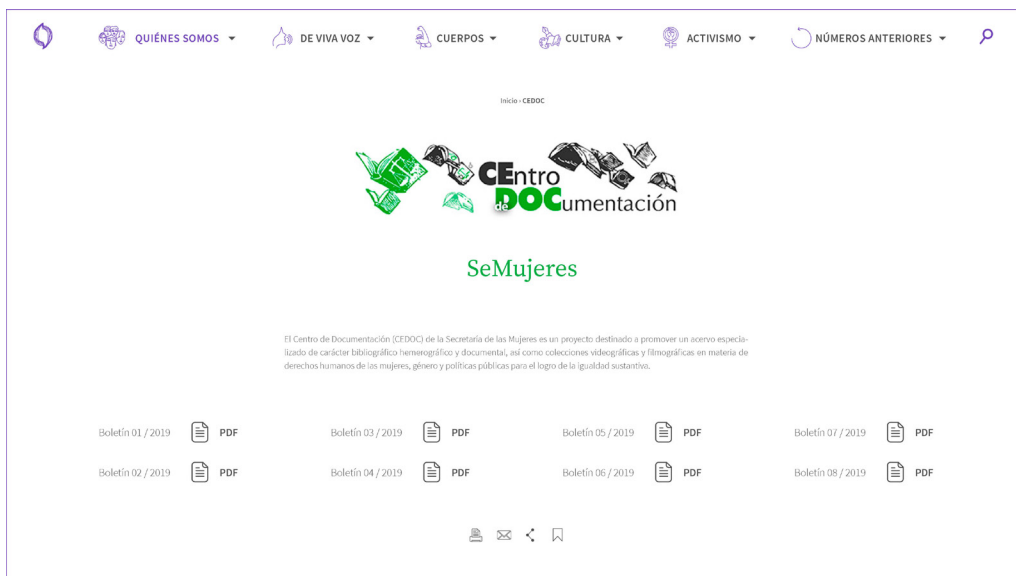 QUIÉNES SOMOS
DE VIVA VOZ
CUERPOS
CULTURA
ACTIVISMO
NÚMEROS ANTERIORES
Inicio › CEDOC
CEntro
de DOCumentación
SeMujeres
El Centro de Documentación (CEDOC) de la Secretaría de las Mujeres es un proyecto destinado a promover un acervo especia-
lizado de carácter bibliográfico hemerográfico y documental, así como colecciones videográficas y filmográficas en materia de
derechos humanos de las mujeres, género y políticas públicas para el logro de la igualdad sustantiva.
Boletín 01 / 2019 PDF
Boletín 03 / 2019 PDF
Boletín 05 / 2019 PDF
Boletín 07 / 2019 PDF
Boletín 02 / 2019 PDF
Boletín 04 / 2019 PDF
Boletín 06 / 2019 PDF
Boletín 08 / 2019 PDF